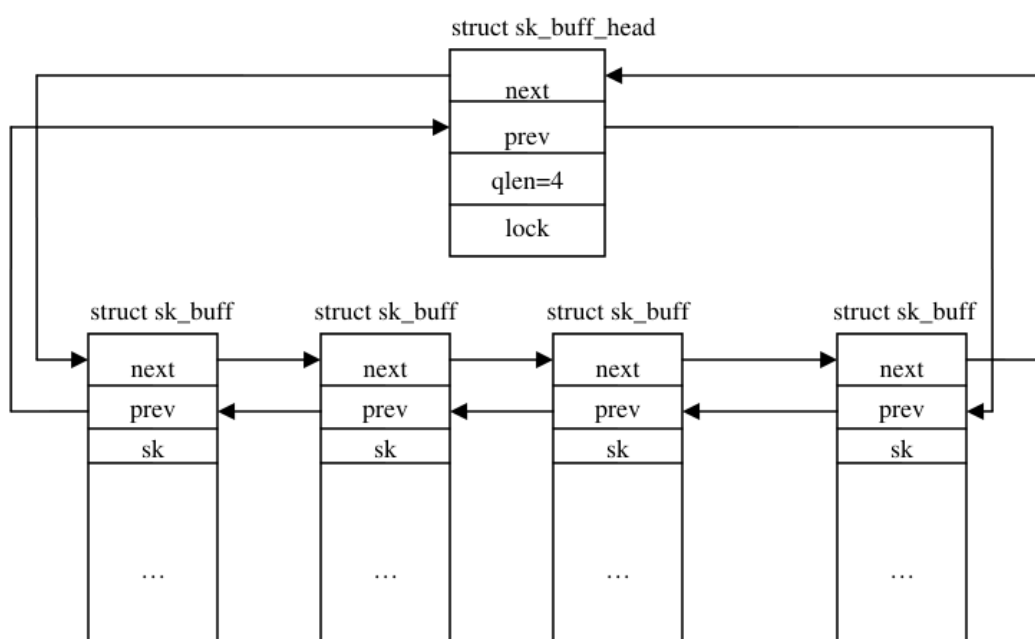 struct sk_buff_head
next
prev
qlen=4
lock
struct sk_buff struct sk_buff struct sk_buff struct sk_buff
next next next next
prev prev prev prev
sk sk sk sk
... ... ... ...